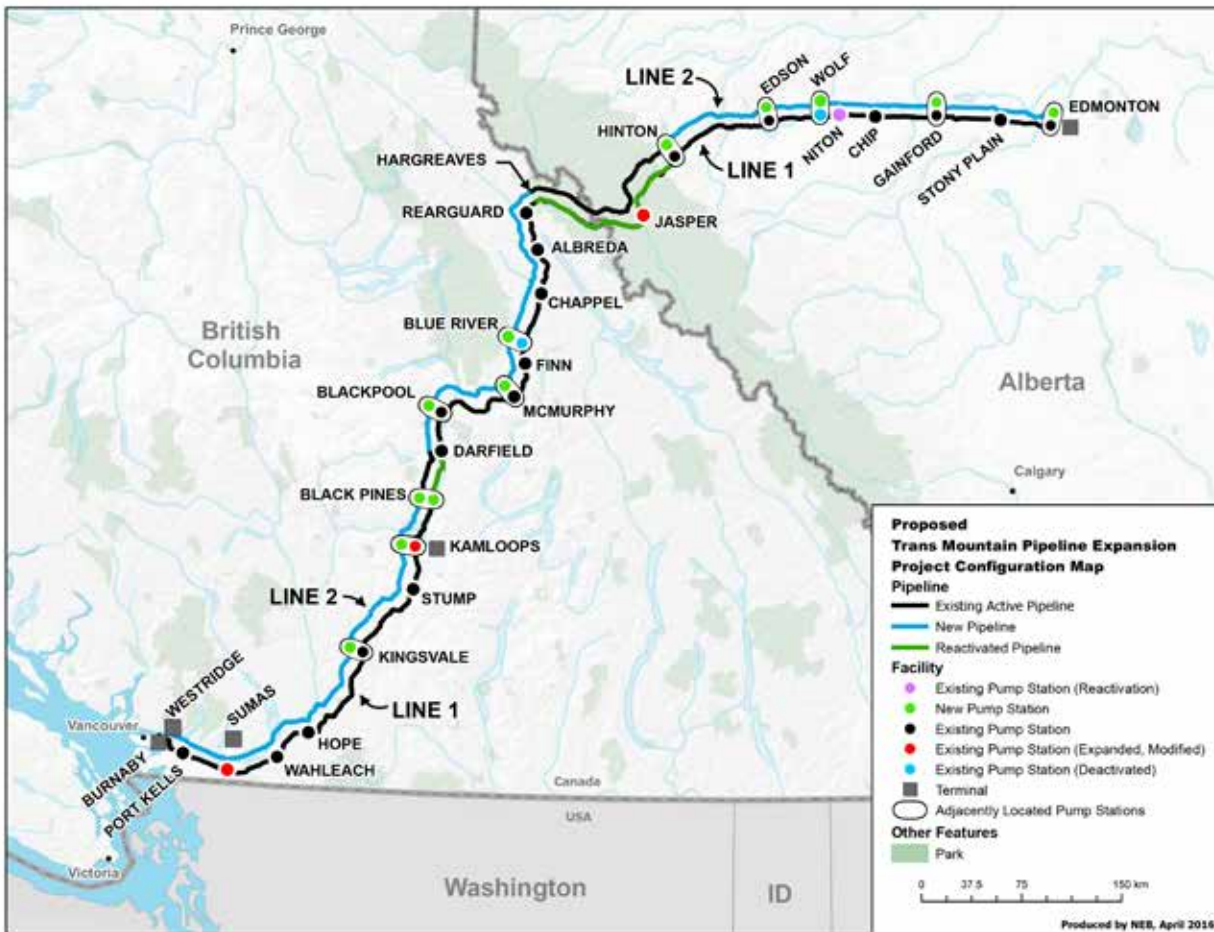 Prince George
LINE 2
EDSON
WOLF
EDMONTON
HINTON
NITON
CHIP
GAINFORD
STONY PLAIN
LINE 1
HARGREAVES
REARGUARD
JASPER
ALBREDA
CHAPPEL
British
Columbia
BLUE RIVER
FINN
Alberta
BLACKPOOL
MCMURPHY
DARFIELD
Calgary
BLACK PINES
KAMLOOPS
LINE 2
STUMP
KINGSVALE
WESTRIDGE
SUMAS
LINE 1
Vancouver
HOPE
BURNABY
WAHLEACH
PORT KELLS
Canada
USA
Victoria
Washington
ID
Proposed
Trans Mountain Pipeline Expansion
Project Configuration Map
Pipeline
Existing Active Pipeline
New Pipeline
Reactivated Pipeline
Facility
Existing Pump Station (Reactivation)
New Pump Station
Existing Pump Station
Existing Pump Station (Expanded, Modified)
Existing Pump Station (Deactivated)
Terminal
Adjacently Located Pump Stations
Other Features
Park
0 37.5 75 150 km
Produced by NEB, April 2016